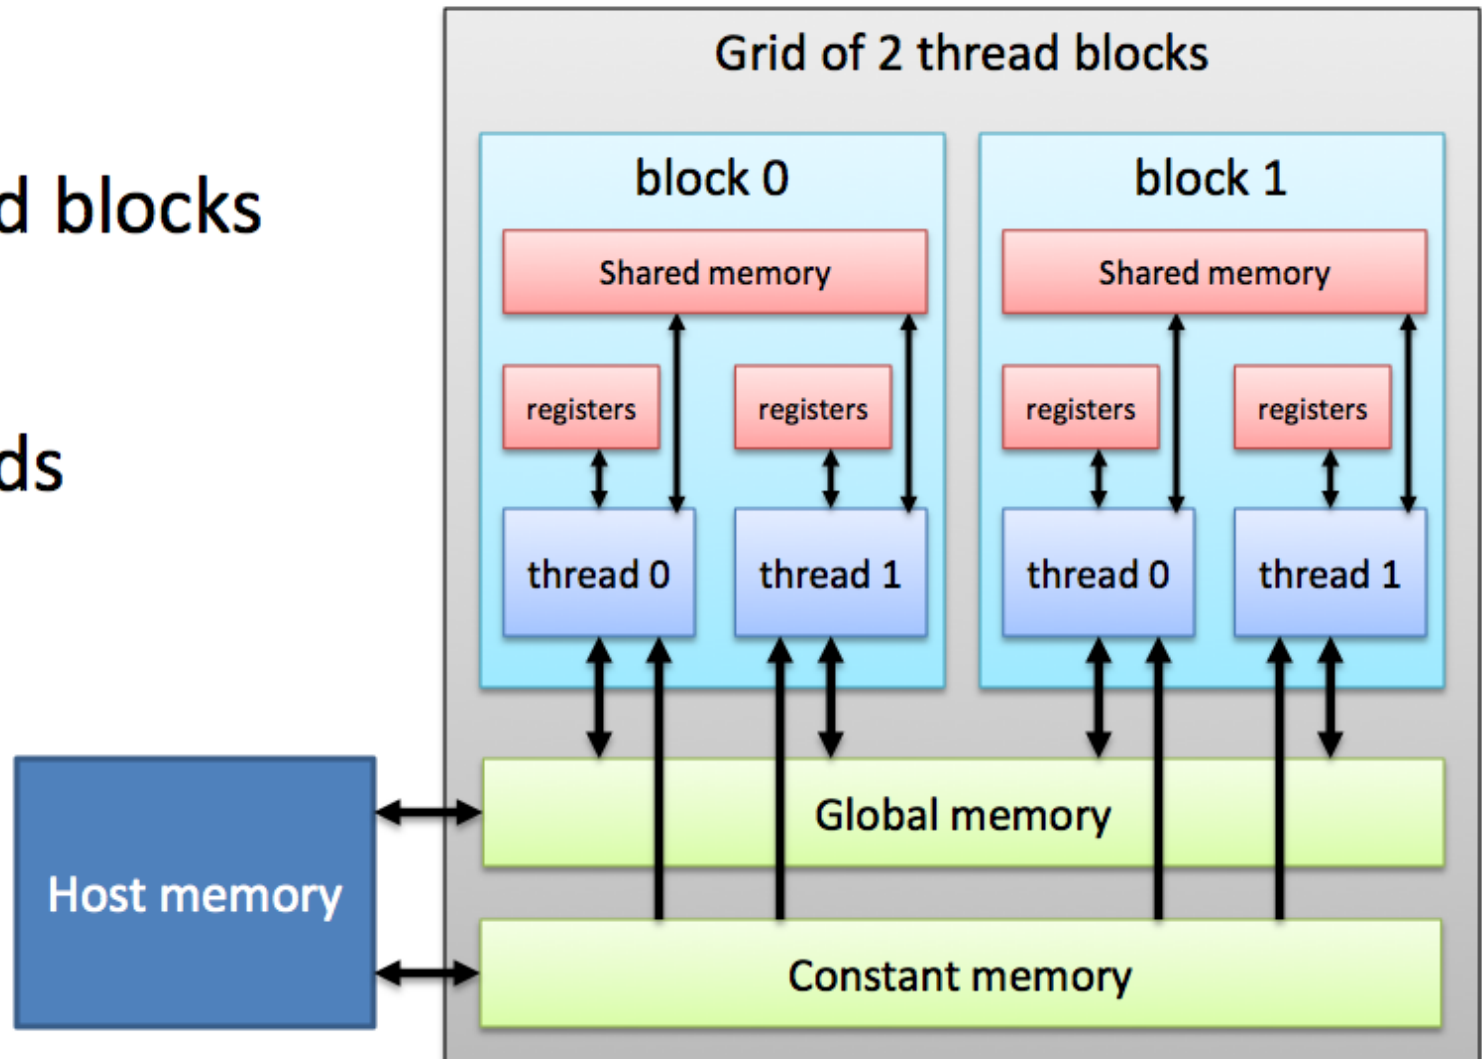 d blocks
ds
Grid of 2 thread blocks
block 0
Shared memory
registers
registers
thread 0
thread 1
block 1
Shared memory
registers
registers
thread 0
thread 1
Global memory
Host memory
Constant memory